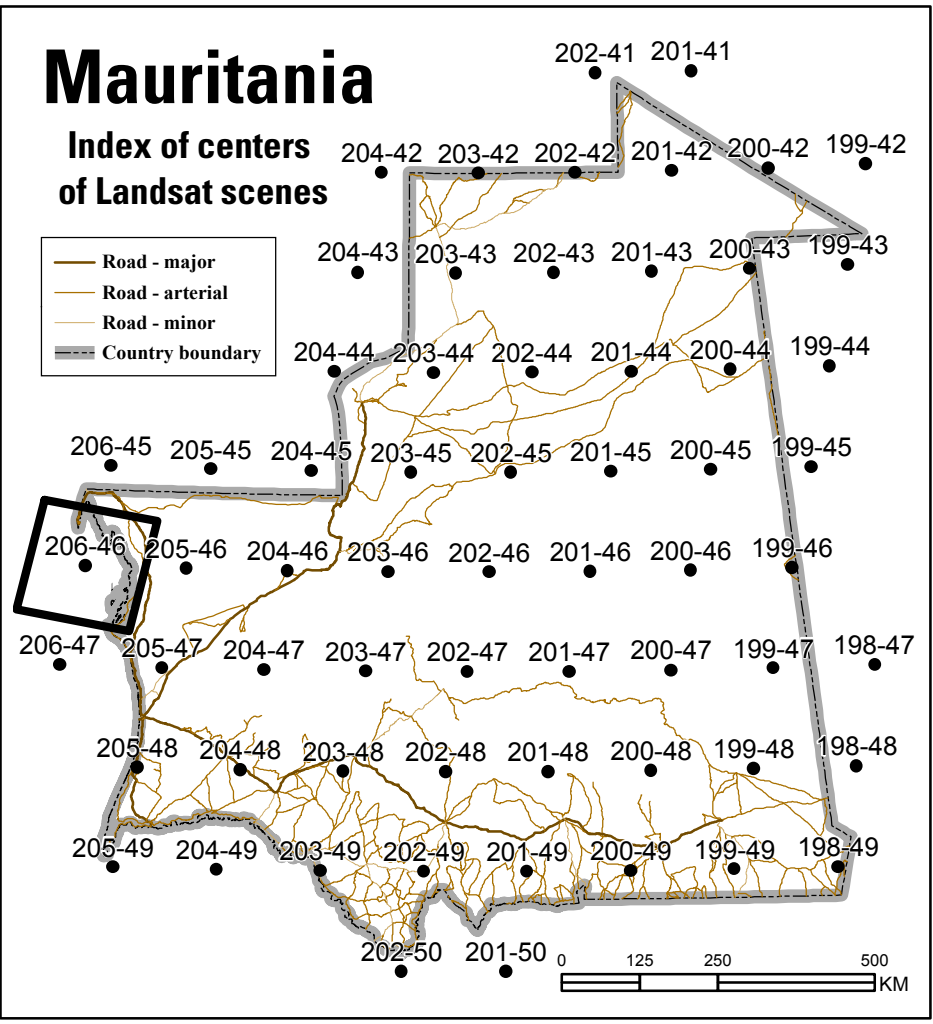 Mauritania
Index of centers
of Landsat scenes
Road - major
Road - arterial
Road - minor
Country boundary
202-41 201-41
204-42 203-42 202-42 201-42 200-42 199-42
204-43 203-43 202-43 201-43 200-43 199-43
204-44 203-44 202-44 201-44 200-44 199-44
206-45 205-45 204-45 203-45 202-45 201-45 200-45 199-45
206-46 205-46 204-46 203-46 202-46 201-46 200-46 199-46
206-47 205-47 204-47 203-47 202-47 201-47 200-47 199-47 198-47
205-48 204-48 203-48 202-48 201-48 200-48 199-48 198-48
205-49 204-49 203-49 202-49 201-49 200-49 199-49 198-49
202-50 201-50
0 125 250 500
KM